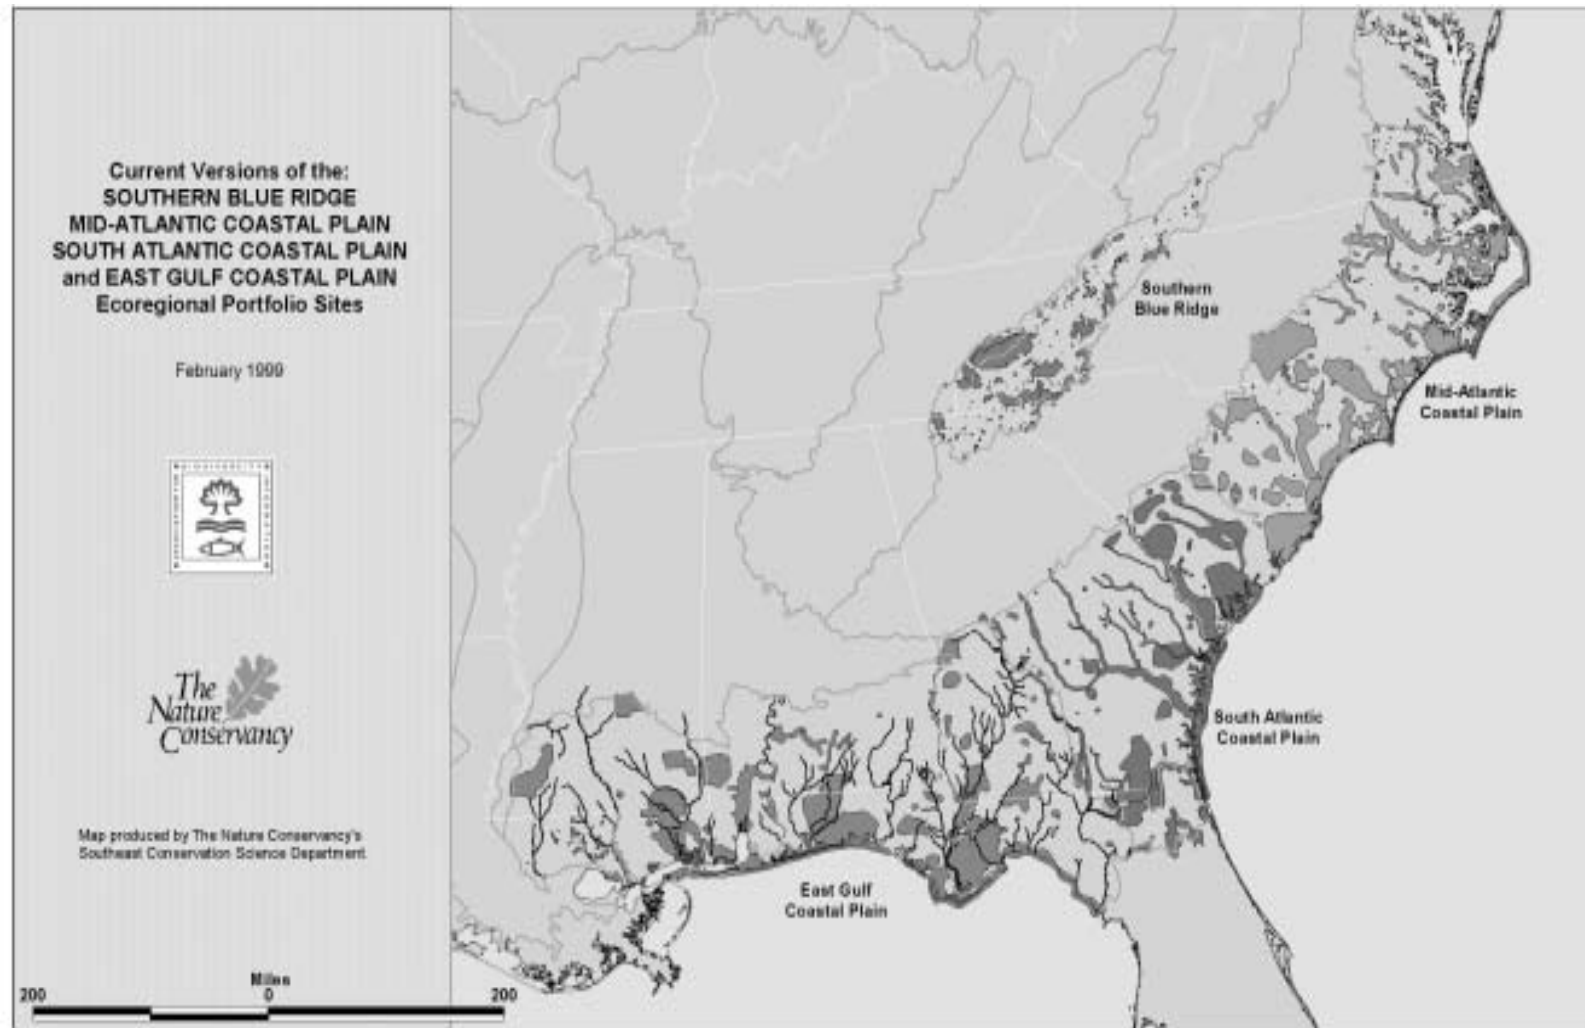 Current Versions of the:
SOUTHERN BLUE RIDGE
MID-ATLANTIC COASTAL PLAIN
SOUTH ATLANTIC COASTAL PLAIN
and EAST GULF COASTAL PLAIN
Ecoregional Portfolio Sites
February 1999
The
Nature
Conservancy
Map produced by The Nature Conservancy's
Southeast Conservation Science Department
Miles
200 0 200
Southern
Blue Ridge
Mid-Atlantic
Coastal Plain
South Atlantic
Coastal Plain
East Gulf
Coastal Plain